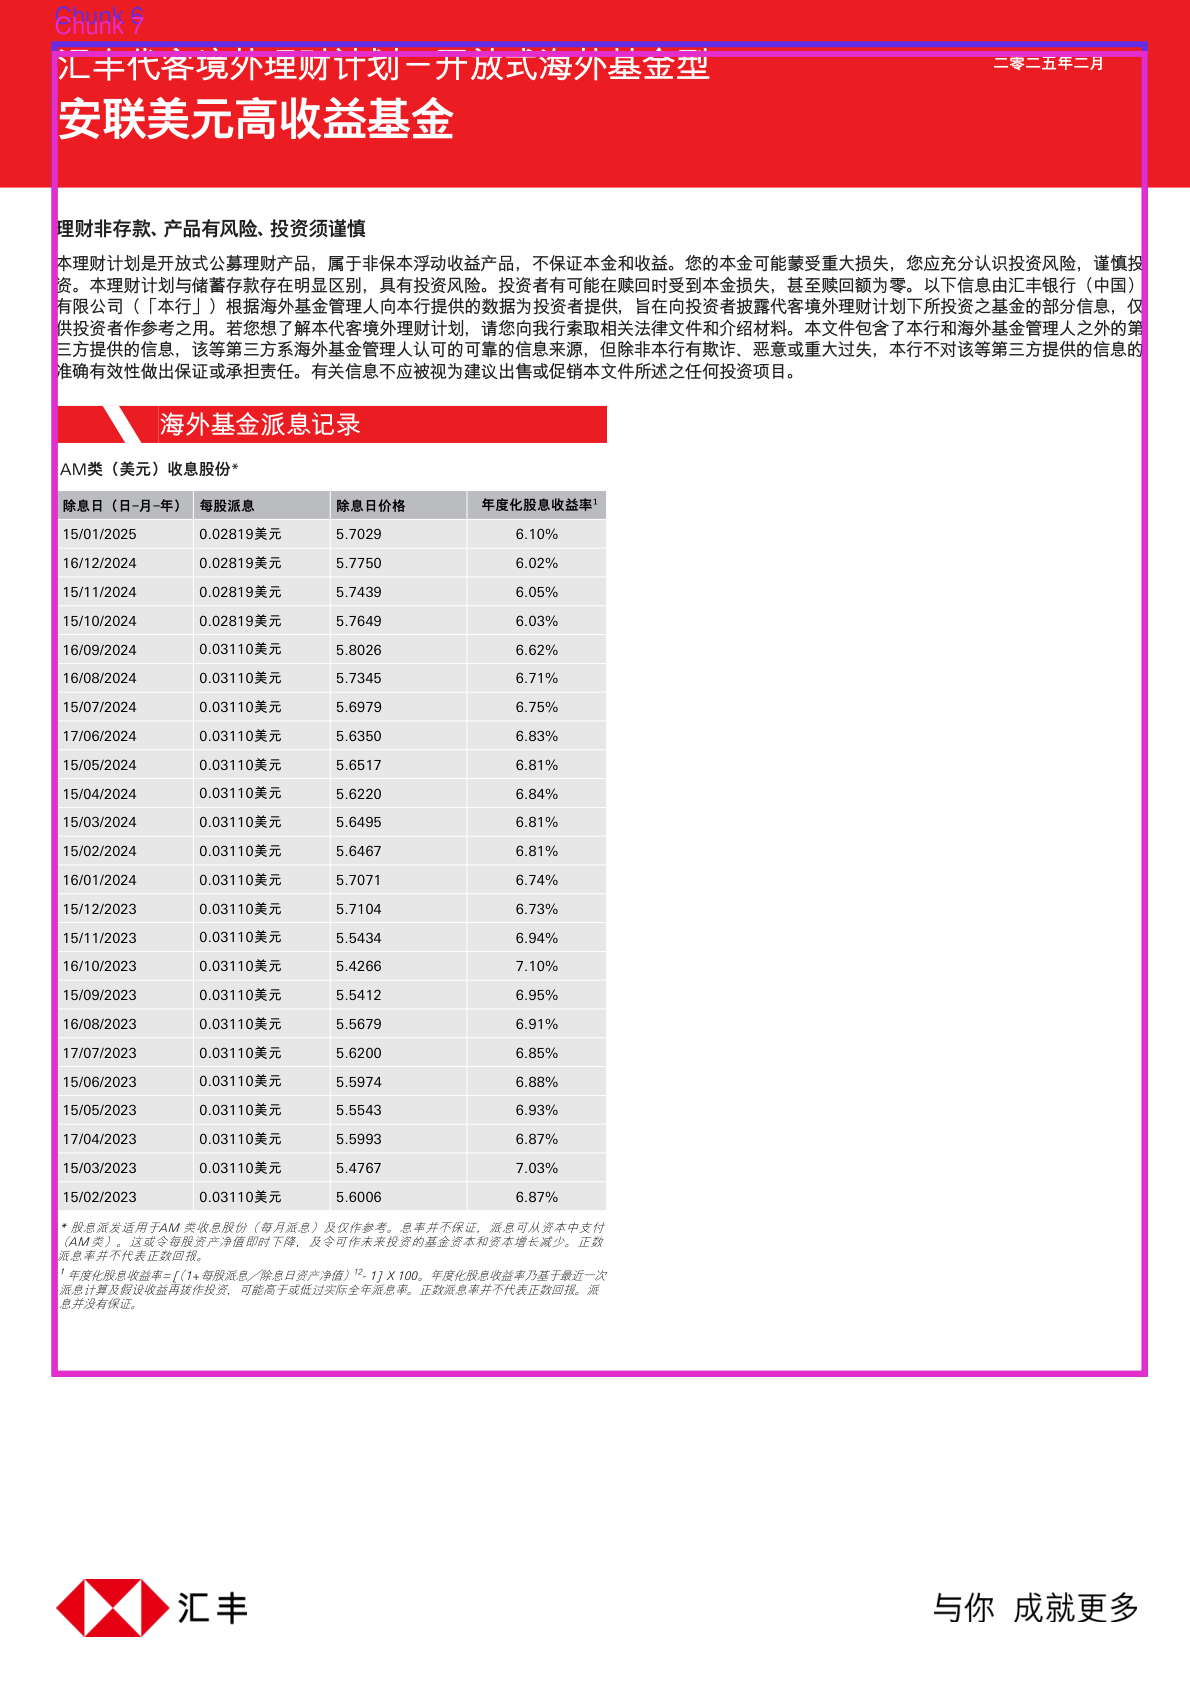 Chunk 6
Chunk 7
汇丰代客境外理财计划－开放式海外基金型
二零二五年二月
安联美元高收益基金
理财非存款、产品有风险、投资须谨慎
本理财计划是开放式公募理财产品，属于非保本浮动收益产品，不保证本金和收益。您的本金可能蒙受重大损失，您应充分认识投资风险，谨慎投
资。本理财计划与储蓄存款存在明显区别，具有投资风险。投资者有可能在赎回时受到本金损失，甚至赎回额为零。以下信息由汇丰银行（中国）
有限公司（「本行」）根据海外基金管理人向本行提供的数据为投资者提供，旨在向投资者披露代客境外理财计划下所投资之基金的部分信息，仅
供投资者作参考之用。若您想了解本代客境外理财计划，请您向我行索取相关法律文件和介绍材料。本文件包含了本行和海外基金管理人之外的第
三方提供的信息，该等第三方系海外基金管理人认可的可靠的信息来源，但除非本行有欺诈、恶意或重大过失，本行不对该等第三方提供的信息的
准确有效性做出保证或承担责任。有关信息不应被视为建议出售或促销本文件所述之任何投资项目。
海外基金派息记录
AM类（美元）收息股份*
除息日（日–月–年） 每股派息 除息日价格 年度化股息收益率¹
15/01/2025 0.02819美元 5.7029 6.10%
16/12/2024 0.02819美元 5.7750 6.02%
15/11/2024 0.02819美元 5.7439 6.05%
15/10/2024 0.02819美元 5.7649 6.03%
16/09/2024 0.03110美元 5.8026 6.62%
16/08/2024 0.03110美元 5.7345 6.71%
15/07/2024 0.03110美元 5.6979 6.75%
17/06/2024 0.03110美元 5.6350 6.83%
15/05/2024 0.03110美元 5.6517 6.81%
15/04/2024 0.03110美元 5.6220 6.84%
15/03/2024 0.03110美元 5.6495 6.81%
15/02/2024 0.03110美元 5.6467 6.81%
16/01/2024 0.03110美元 5.7071 6.74%
15/12/2023 0.03110美元 5.7104 6.73%
15/11/2023 0.03110美元 5.5434 6.94%
16/10/2023 0.03110美元 5.4266 7.10%
15/09/2023 0.03110美元 5.5412 6.95%
16/08/2023 0.03110美元 5.5679 6.91%
17/07/2023 0.03110美元 5.6200 6.85%
15/06/2023 0.03110美元 5.5974 6.88%
15/05/2023 0.03110美元 5.5543 6.93%
17/04/2023 0.03110美元 5.5993 6.87%
15/03/2023 0.03110美元 5.4767 7.03%
15/02/2023 0.03110美元 5.6006 6.87%
* 股息派发适用于AM 类收息股份（每月派息）及仅作参考。息率并不保证，派息可从资本中支付
（AM类）。这或令每股资产净值即时下降，及令可作未来投资的基金资本和资本增长减少。正数
派息率并不代表正数回报。
¹ 年度化股息收益率=[（1+每股派息／除息日资产净值）¹²- 1] X 100。年度化股息收益率乃基于最近一次
派息计算及假设收益再拨作投资，可能高于或低过实际全年派息率。正数派息率并不代表正数回报。派
息并没有保证。
汇丰
与你 成就更多